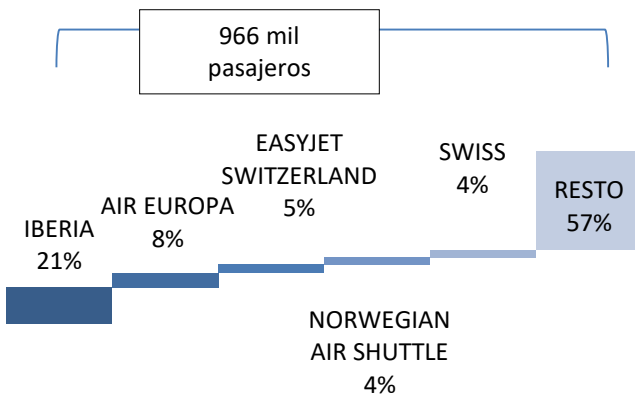 966 mil
pasajeros
IBERIA
21%
AIR EUROPA
8%
EASYJET
SWITZERLAND
5%
NORWEGIAN
AIR SHUTTLE
4%
SWISS
4%
RESTO
57%